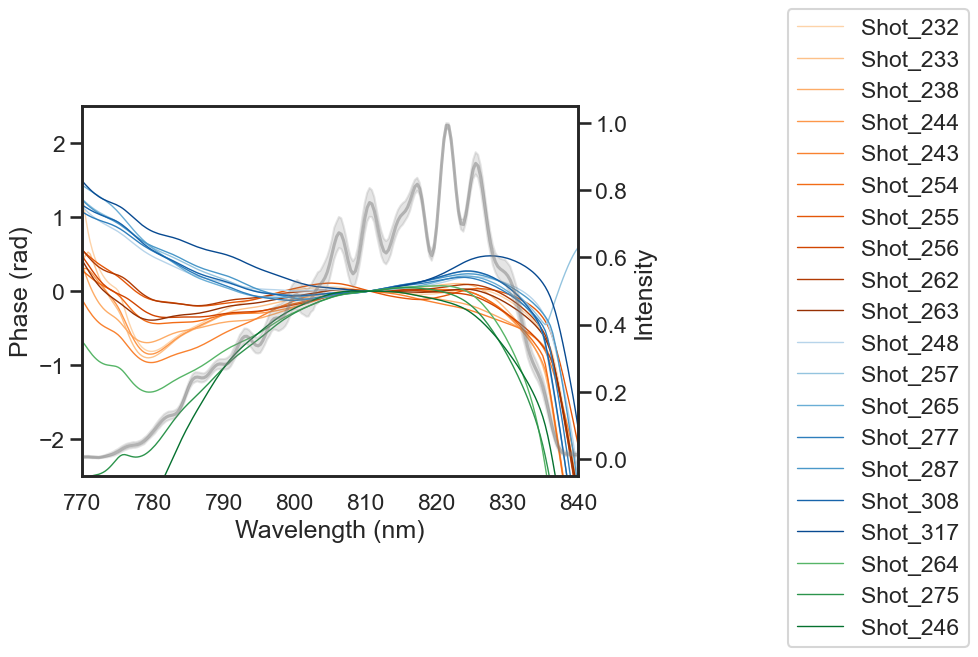 Phase (rad)
2
1
0
−1
−2
770
780
790
800
810
820
830
840
Wavelength (nm)
1.0
0.8
0.6
0.4
0.2
0.0
Intensity
Shot_232
Shot_233
Shot_238
Shot_244
Shot_243
Shot_254
Shot_255
Shot_256
Shot_262
Shot_263
Shot_248
Shot_257
Shot_265
Shot_277
Shot_287
Shot_308
Shot_317
Shot_264
Shot_275
Shot_246